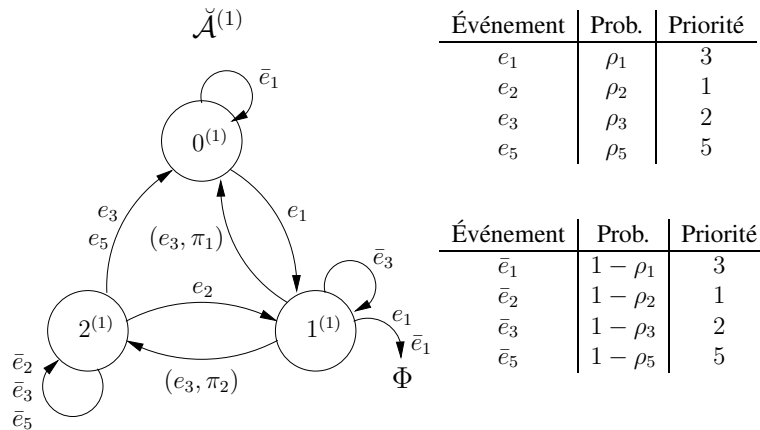 Ӑ⁽¹⁾
ē₁
0⁽¹⁾
e₃
e₅
(e₃, π₁)
e₁
ē₃
e₂
2⁽¹⁾
1⁽¹⁾
e₁
ē₁
Φ
(e₃, π₂)
ē₂
ē₃
ē₅
Événement Prob. Priorité
e₁ ρ₁ 3
e₂ ρ₂ 1
e₃ ρ₃ 2
e₅ ρ₅ 5
Événement Prob. Priorité
ē₁ 1 − ρ₁ 3
ē₂ 1 − ρ₂ 1
ē₃ 1 − ρ₃ 2
ē₅ 1 − ρ₅ 5